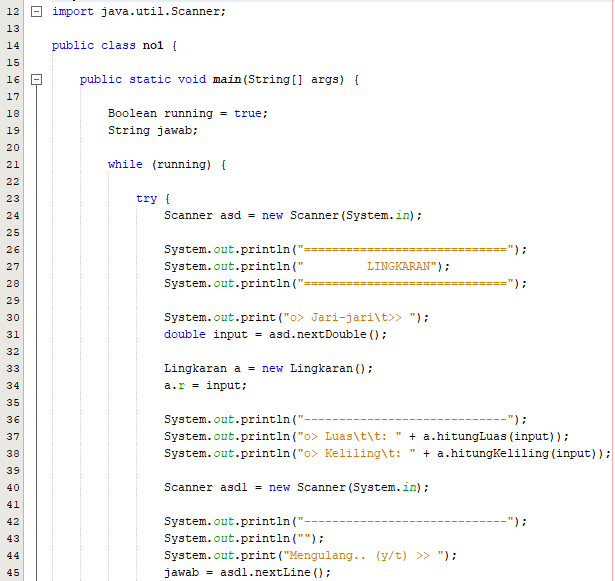 12 import java.util.Scanner;
13
14 public class no1 {
15
16 public static void main(String[] args) {
17
18 Boolean running = true;
19 String jawab;
20
21 while (running) {
22
23 try {
24 Scanner asd = new Scanner(System.in);
25
26 System.out.println("=============================");
27 System.out.println("         LINGKARAN");
28 System.out.println("=============================");
29
30 System.out.print("o> Jari-jari\t>> ");
31 double input = asd.nextDouble();
32
33 Lingkaran a = new Lingkaran();
34 a.r = input;
35
36 System.out.println("-----------------------------");
37 System.out.println("o> Luas\t\t: " + a.hitungLuas(input));
38 System.out.println("o> Keliling\t: " + a.hitungKeliling(input));
39
40 Scanner asd1 = new Scanner(System.in);
41
42 System.out.println("-----------------------------");
43 System.out.println("");
44 System.out.print("Mengulang.. (y/t) >> ");
45 jawab = asd1.nextLine();